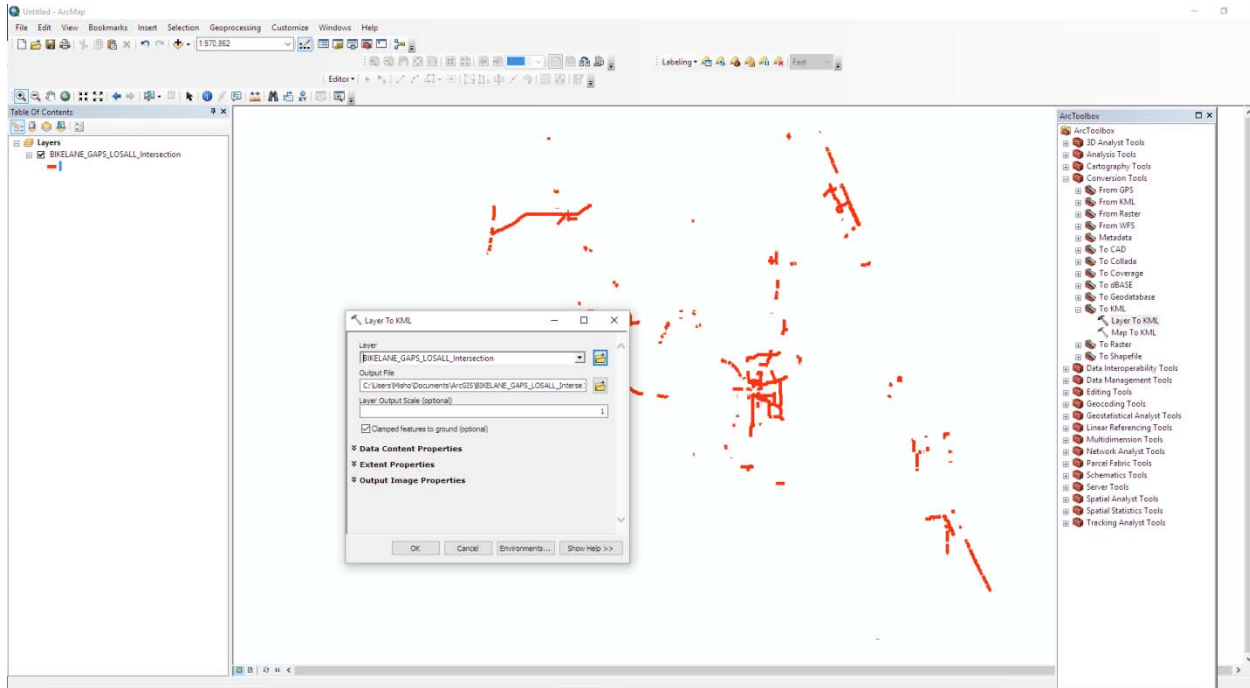 Untitled - ArcMap
File Edit View Bookmarks Insert Selection Geoprocessing Customize Windows Help
1:970,862
Labeling Fast
Editor
Table Of Contents
Layers
BIKELANE_GAPS_LOSALL_Intersection
Layer To KML
Layer
BIKELANE_GAPS_LOSALL_Intersection
Output File
C:\Users\Misho\Documents\ArcGIS\BIKELANE_GAPS_LOSALL_Interse
Layer Output Scale (optional)
1
Clamped features to ground (optional)
Data Content Properties
Extent Properties
Output Image Properties
OK Cancel Environments... Show Help >>
ArcToolbox
ArcToolbox
3D Analyst Tools
Analysis Tools
Cartography Tools
Conversion Tools
From GPS
From KML
From Raster
From WFS
Metadata
To CAD
To Collada
To Coverage
To dBASE
To Geodatabase
To KML
Layer To KML
Map To KML
To Raster
To Shapefile
Data Interoperability Tools
Data Management Tools
Editing Tools
Geocoding Tools
Geostatistical Analyst Tools
Linear Referencing Tools
Multidimension Tools
Network Analyst Tools
Parcel Fabric Tools
Schematics Tools
Server Tools
Spatial Analyst Tools
Spatial Statistics Tools
Tracking Analyst Tools